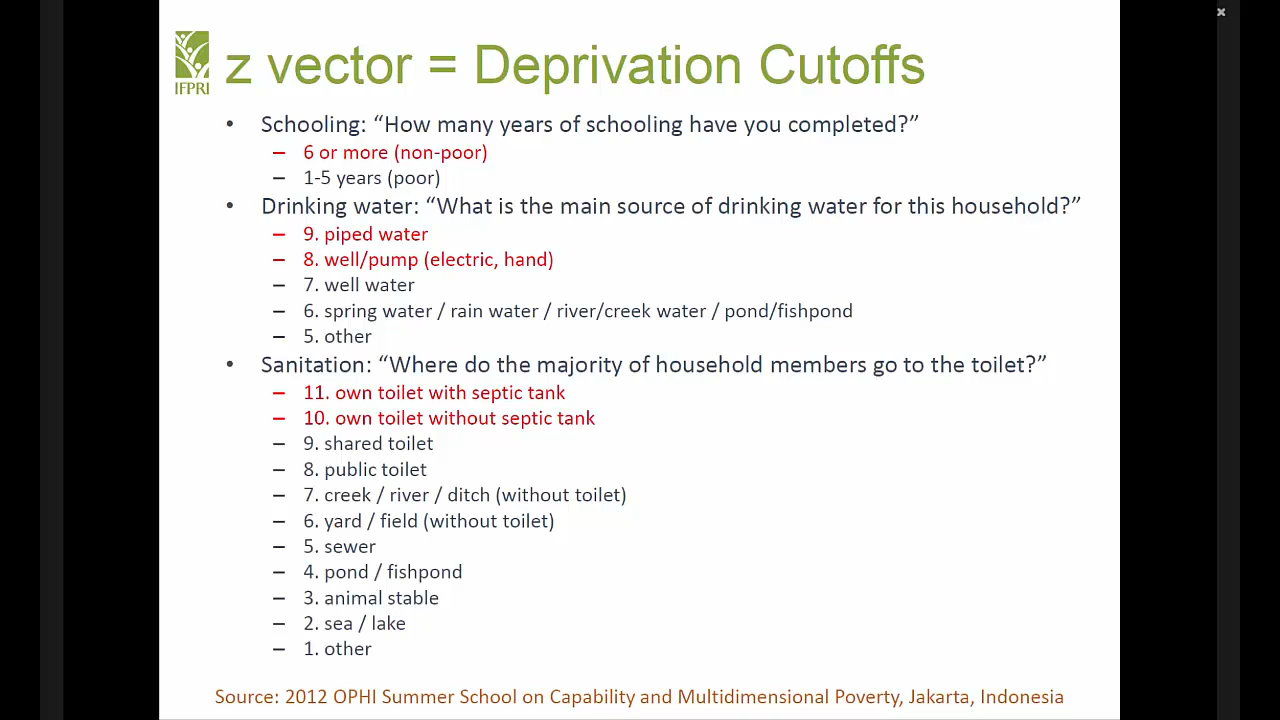 IFPRI
z vector = Deprivation Cutoffs
• Schooling: “How many years of schooling have you completed?”
– 6 or more (non-poor)
– 1-5 years (poor)
• Drinking water: “What is the main source of drinking water for this household?”
– 9. piped water
– 8. well/pump (electric, hand)
– 7. well water
– 6. spring water / rain water / river/creek water / pond/fishpond
– 5. other
• Sanitation: “Where do the majority of household members go to the toilet?”
– 11. own toilet with septic tank
– 10. own toilet without septic tank
– 9. shared toilet
– 8. public toilet
– 7. creek / river / ditch (without toilet)
– 6. yard / field (without toilet)
– 5. sewer
– 4. pond / fishpond
– 3. animal stable
– 2. sea / lake
– 1. other
Source: 2012 OPHI Summer School on Capability and Multidimensional Poverty, Jakarta, Indonesia